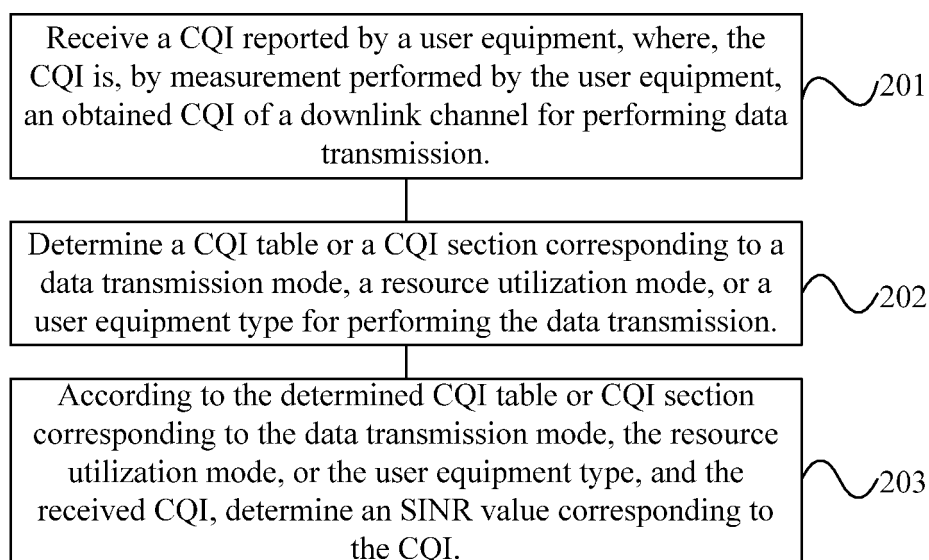 Receive a CQI reported by a user equipment, where, the
CQI is, by measurement performed by the user equipment,
an obtained CQI of a downlink channel for performing data
transmission.
201
Determine a CQI table or a CQI section corresponding to a
data transmission mode, a resource utilization mode, or a
user equipment type for performing the data transmission.
202
According to the determined CQI table or CQI section
corresponding to the data transmission mode, the resource
utilization mode, or the user equipment type, and the
received CQI, determine an SINR value corresponding to
the CQI.
203